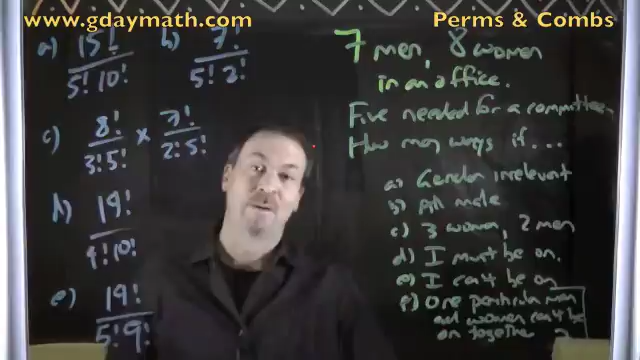 www.gdaymath.com
Perms & Combs
a) 15!
5! 10!
b) 7!
5! 2!
c) 8! × 7!
3! 5! 2! 5!
d) 14!
4! 10!
e) 14!
5! 9!
7 men, 8 women
in an office.
Five needed for a committee.
How many ways if ...
a) Gender irrelevant
b) All male
c) 3 women, 2 men
d) I must be on.
e) I can't be on
f) One particular man
and woman can't be
on together